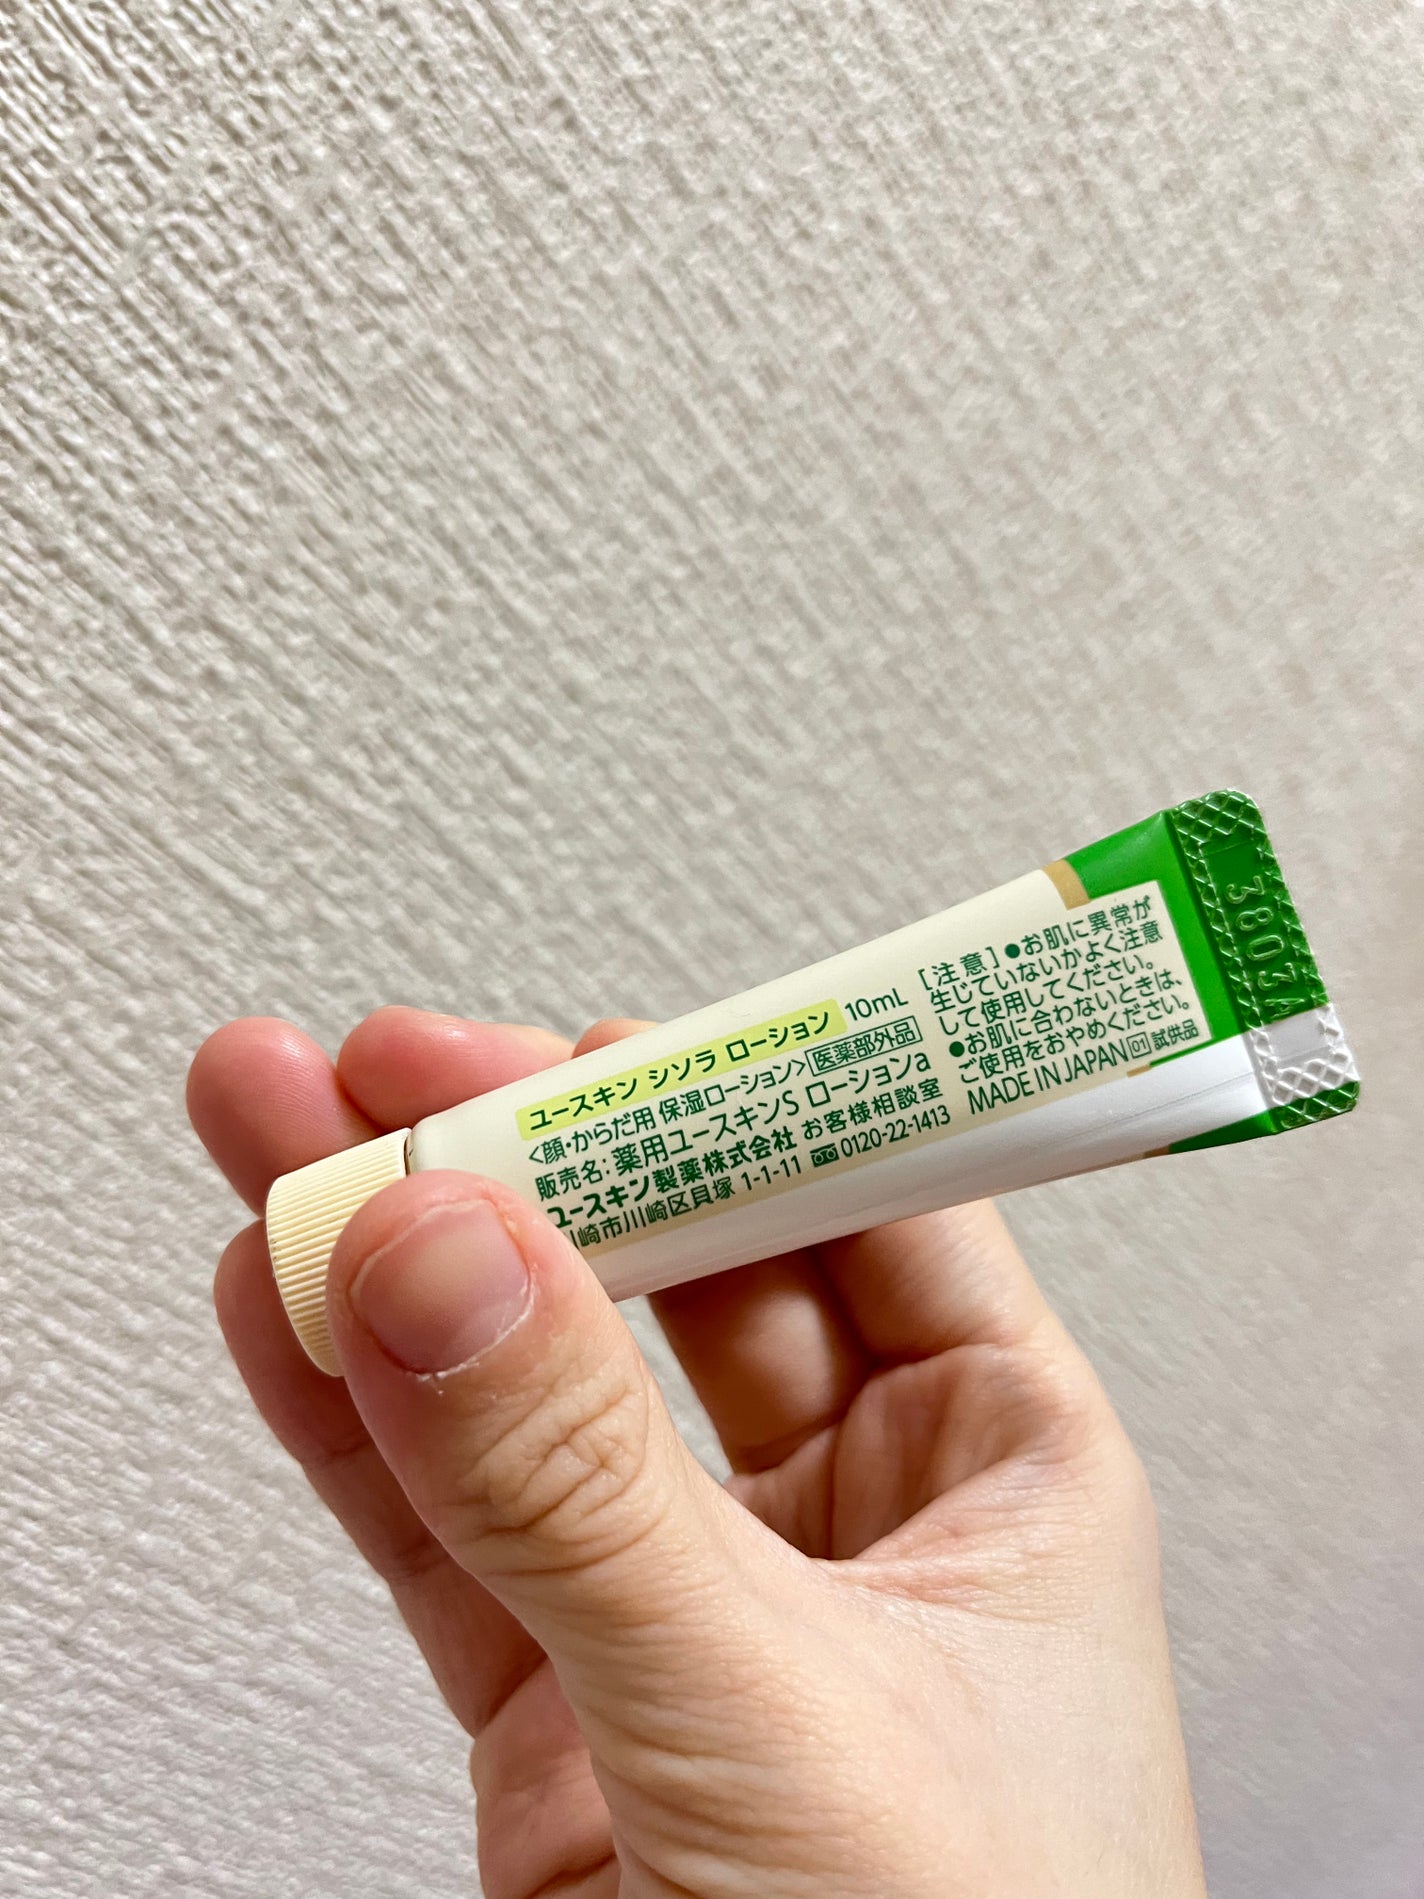 ユースキン シソラ ローション 10mL
<顔・からだ用 保湿ローション> 医薬部外品
販売名:薬用ユースキンS ローションa
ユースキン製薬株式会社 お客様相談室
川崎市川崎区貝塚 1-1-11 0120-22-1413
[注意]●お肌に異常が
生じていないかよく注意
して使用してください。
●お肌に合わないときは、
ご使用をおやめください。
MADE IN JAPAN 01 試供品
3803A